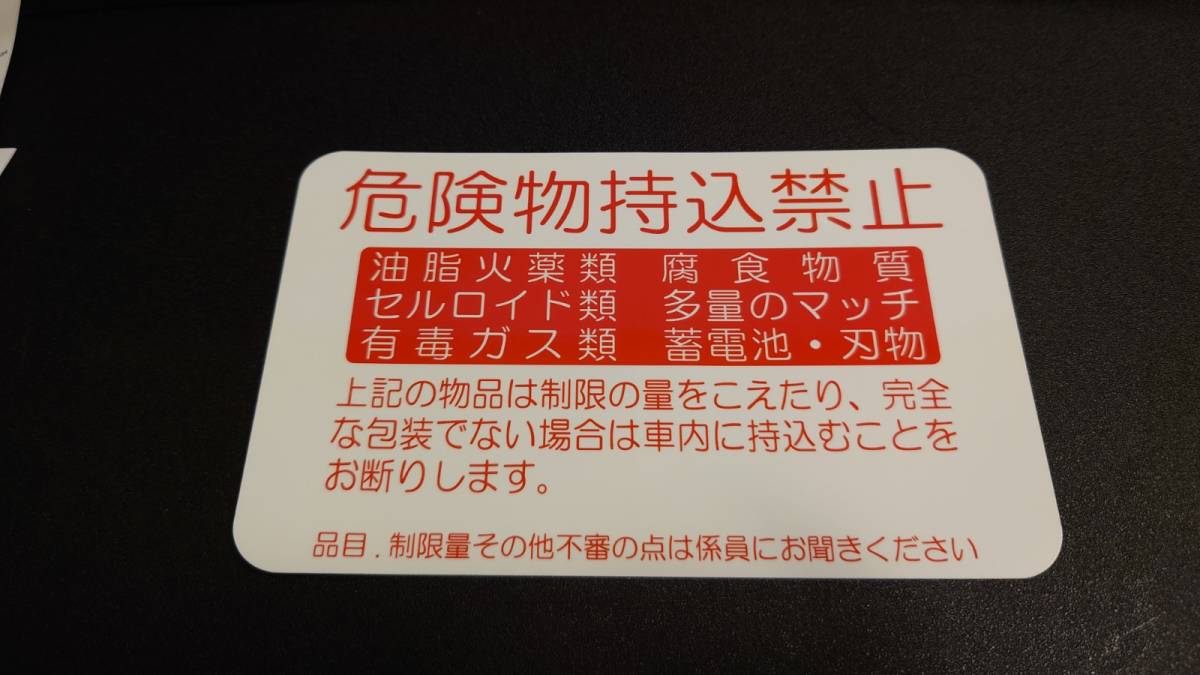 危険物持込禁止
油脂火薬類 腐食物質
セルロイド類 多量のマッチ
有毒ガス類 蓄電池・刃物
上記の物品は制限の量をこえたり、完全
な包装でない場合は車内に持込むことを
お断りします。
品目.制限量その他不審の点は係員にお聞きください